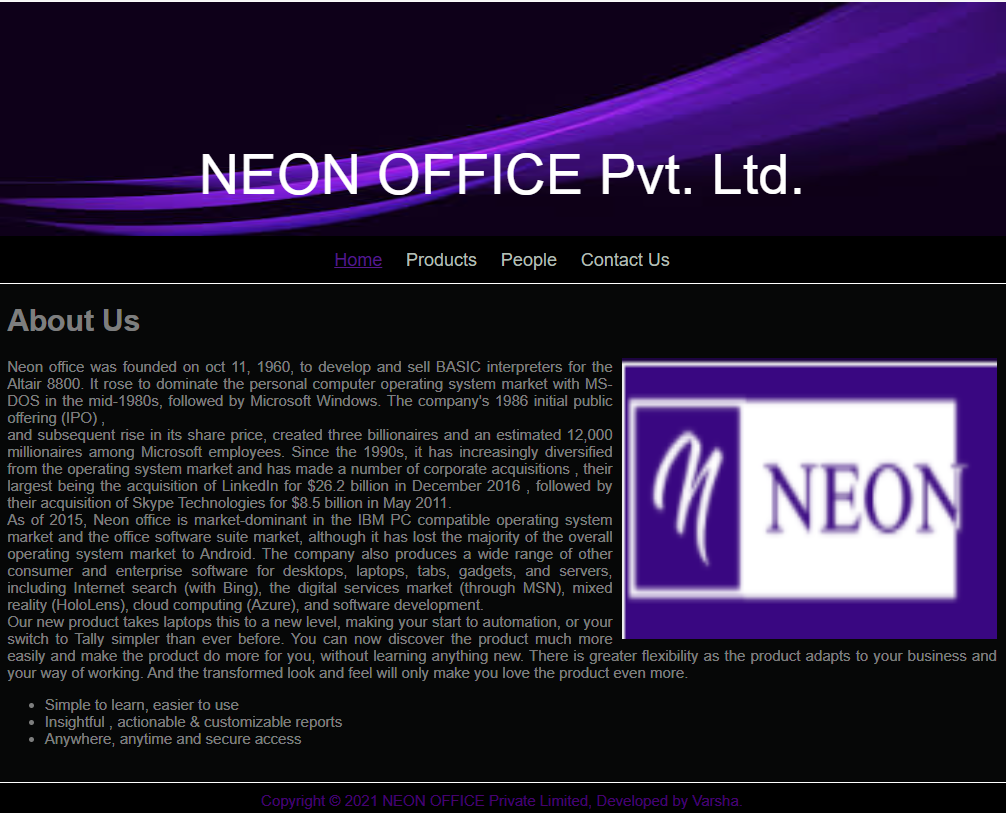 NEON OFFICE Pvt. Ltd.
Home Products People Contact Us
About Us
Neon office was founded on oct 11, 1960, to develop and sell BASIC interpreters for the
Altair 8800. It rose to dominate the personal computer operating system market with MS-
DOS in the mid-1980s, followed by Microsoft Windows. The company's 1986 initial public
offering (IPO) ,
and subsequent rise in its share price, created three billionaires and an estimated 12,000
millionaires among Microsoft employees. Since the 1990s, it has increasingly diversified
from the operating system market and has made a number of corporate acquisitions , their
largest being the acquisition of LinkedIn for $26.2 billion in December 2016 , followed by
their acquisition of Skype Technologies for $8.5 billion in May 2011.
As of 2015, Neon office is market-dominant in the IBM PC compatible operating system
market and the office software suite market, although it has lost the majority of the overall
operating system market to Android. The company also produces a wide range of other
consumer and enterprise software for desktops, laptops, tabs, gadgets, and servers,
including Internet search (with Bing), the digital services market (through MSN), mixed
reality (HoloLens), cloud computing (Azure), and software development.
Our new product takes laptops this to a new level, making your start to automation, or your
switch to Tally simpler than ever before. You can now discover the product much more
easily and make the product do more for you, without learning anything new. There is greater flexibility as the product adapts to your business and
your way of working. And the transformed look and feel will only make you love the product even more.
n NEON
• Simple to learn, easier to use
• Insightful , actionable & customizable reports
• Anywhere, anytime and secure access
Copyright © 2021 NEON OFFICE Private Limited, Developed by Varsha.